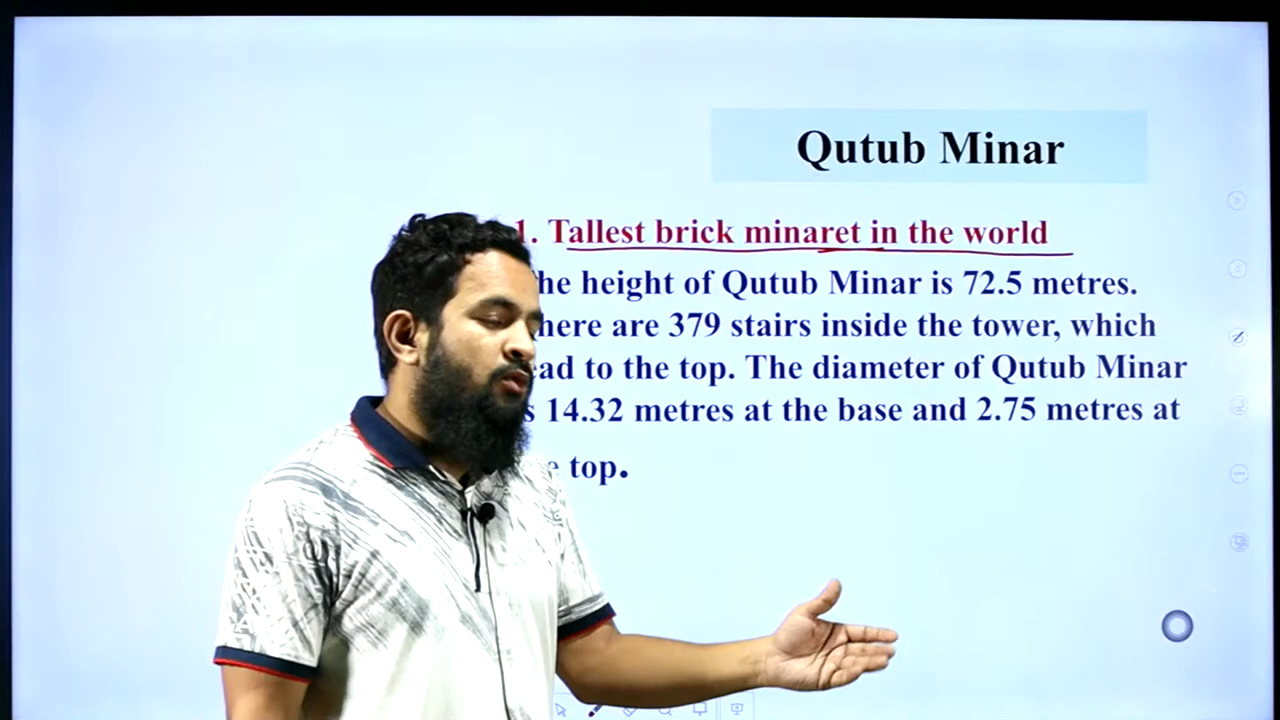 Qutub Minar
1. Tallest brick minaret in the world
he height of Qutub Minar is 72.5 metres.
here are 379 stairs inside the tower, which
ead to the top. The diameter of Qutub Minar
s 14.32 metres at the base and 2.75 metres at
e top.